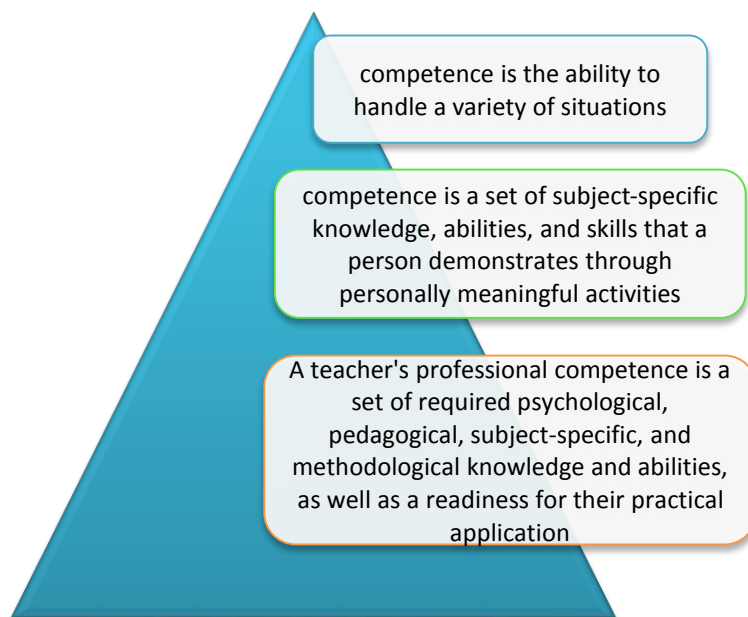 competence is the ability to
handle a variety of situations
competence is a set of subject-specific
knowledge, abilities, and skills that a
person demonstrates through
personally meaningful activities
A teacher's professional competence is a
set of required psychological,
pedagogical, subject-specific, and
methodological knowledge and abilities,
as well as a readiness for their practical
application